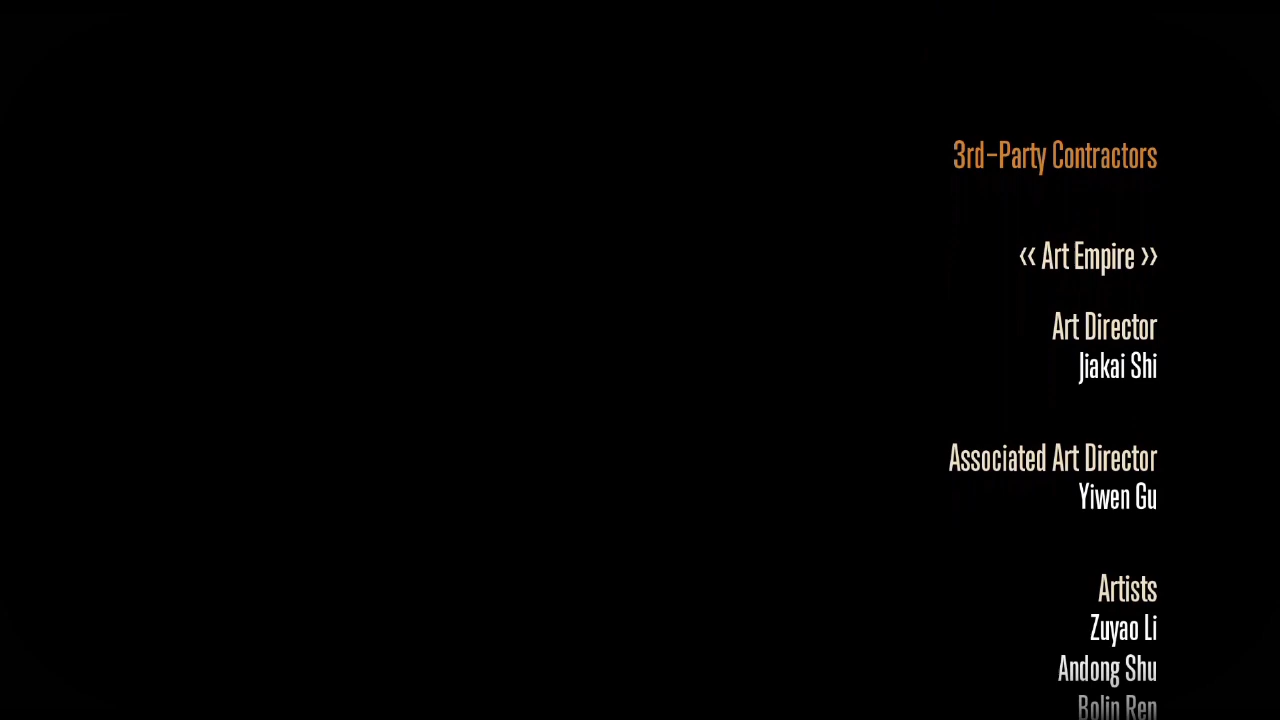 3rd-Party Contractors
‹‹ Art Empire ››
Art Director
Jiakai Shi
Associated Art Director
Yiwen Gu
Artists
Zuyao Li
Andong Shu
Bolin Ren